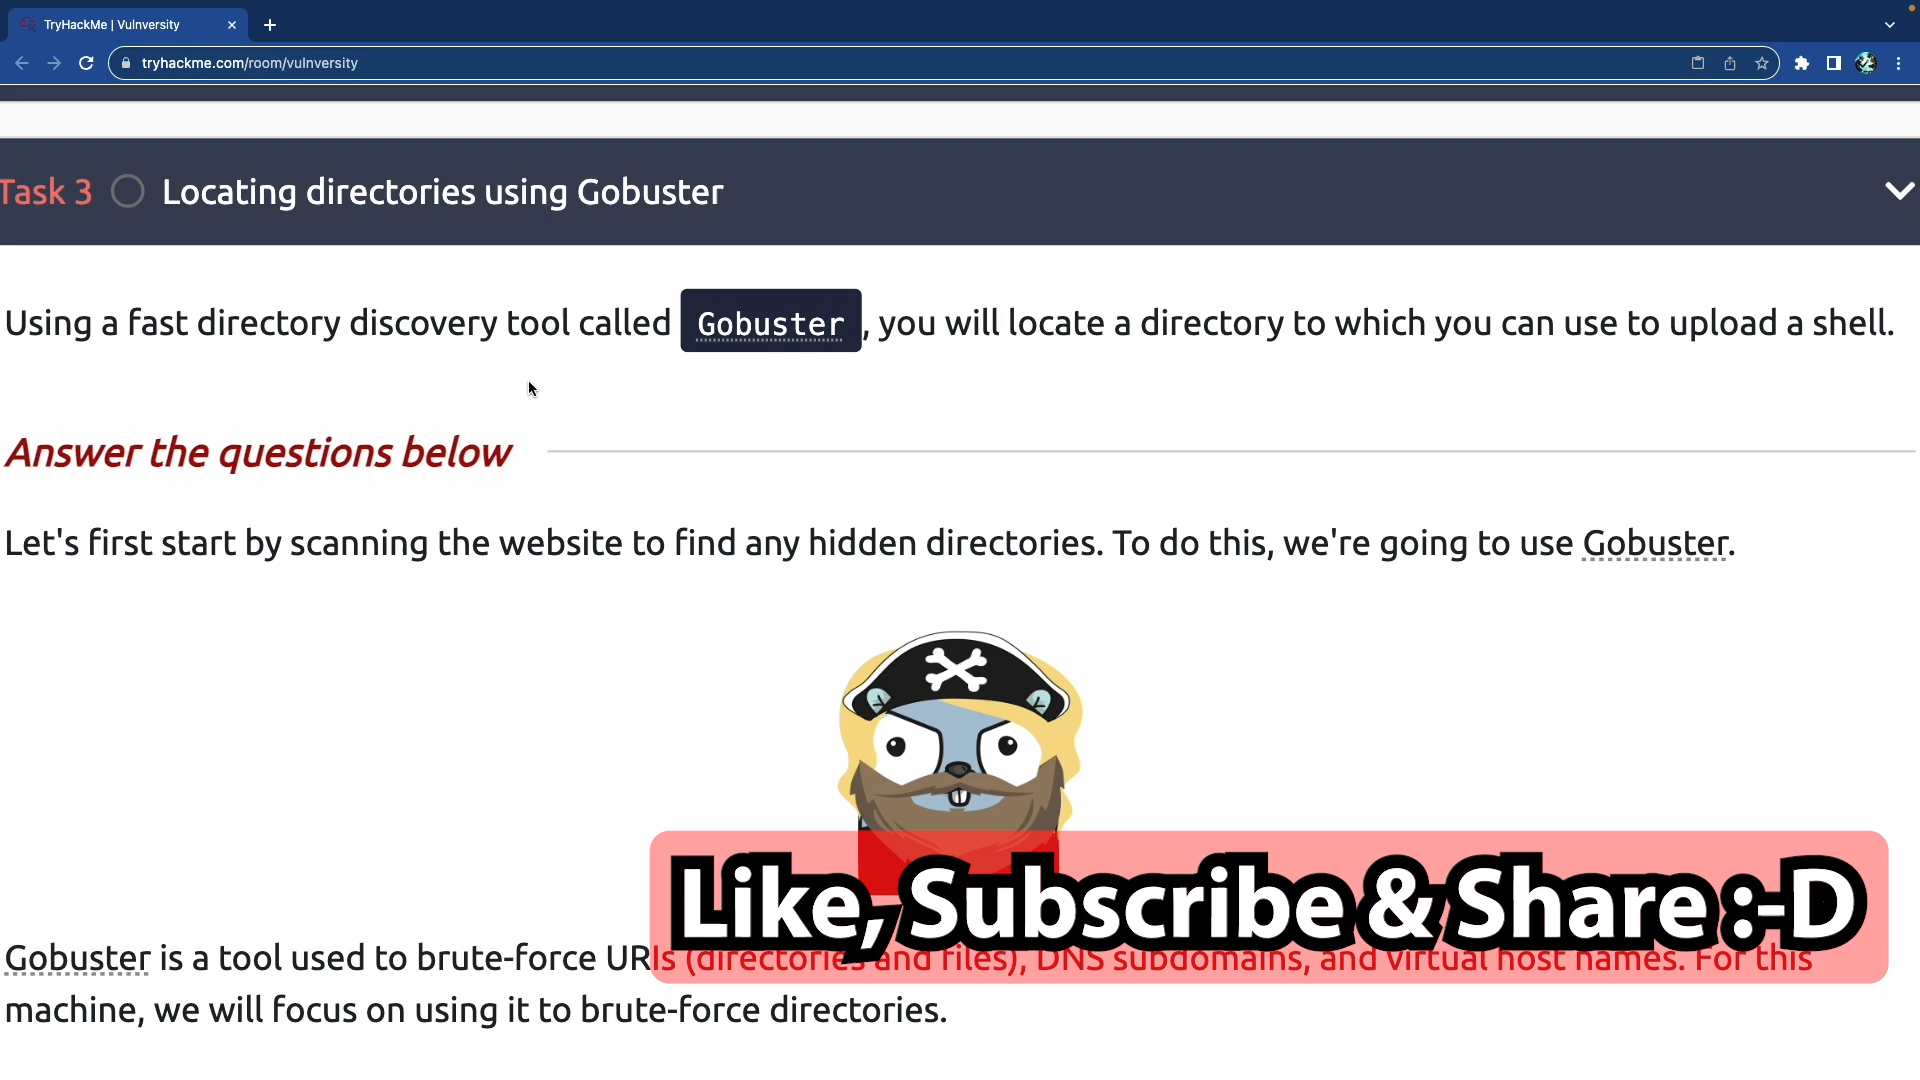 TryHackMe | Vulnversity
tryhackme.com/room/vulnversity
Task 3 Locating directories using Gobuster
Using a fast directory discovery tool called Gobuster, you will locate a directory to which you can use to upload a shell.
Answer the questions below
Let's first start by scanning the website to find any hidden directories. To do this, we're going to use Gobuster.
Like, Subscribe & Share :-D
Gobuster is a tool used to brute-force URIs (directories and files), DNS subdomains, and virtual host names. For this
machine, we will focus on using it to brute-force directories.